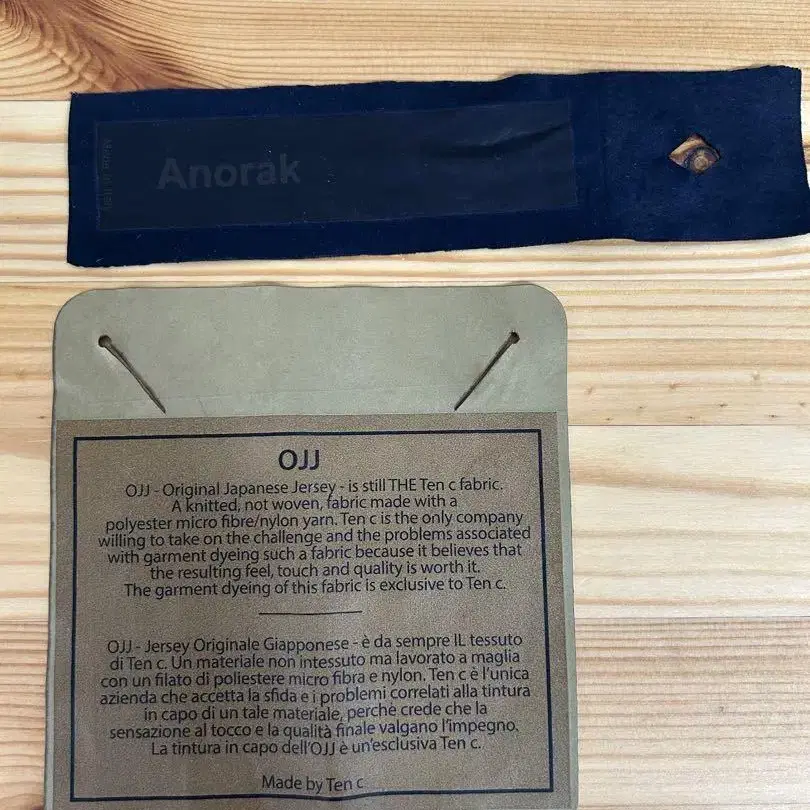 Anorak
OJJ
OJJ - Original Japanese Jersey - is still THE Ten c fabric.
A knitted, not woven, fabric made with a
polyester micro fibre/nylon yarn. Ten c is the only company
willing to take on the challenge and the problems associated
with garment dyeing such a fabric because it believes that
the resulting feel, touch and quality is worth it.
The garment dyeing of this fabric is exclusive to Ten c.
OJJ - Jersey Originale Giapponese - è da sempre IL tessuto
di Ten c. Un materiale non intessuto ma lavorato a maglia
con un filato di poliestere micro fibra e nylon. Ten c è l'unica
azienda che accetta la sfida e i problemi correlati alla tintura
in capo di un tale materiale, perchè crede che la
sensazione al tocco e la qualità finale valgano l'impegno.
La tintura in capo dell'OJJ è un'esclusiva Ten c.
Made by Ten c